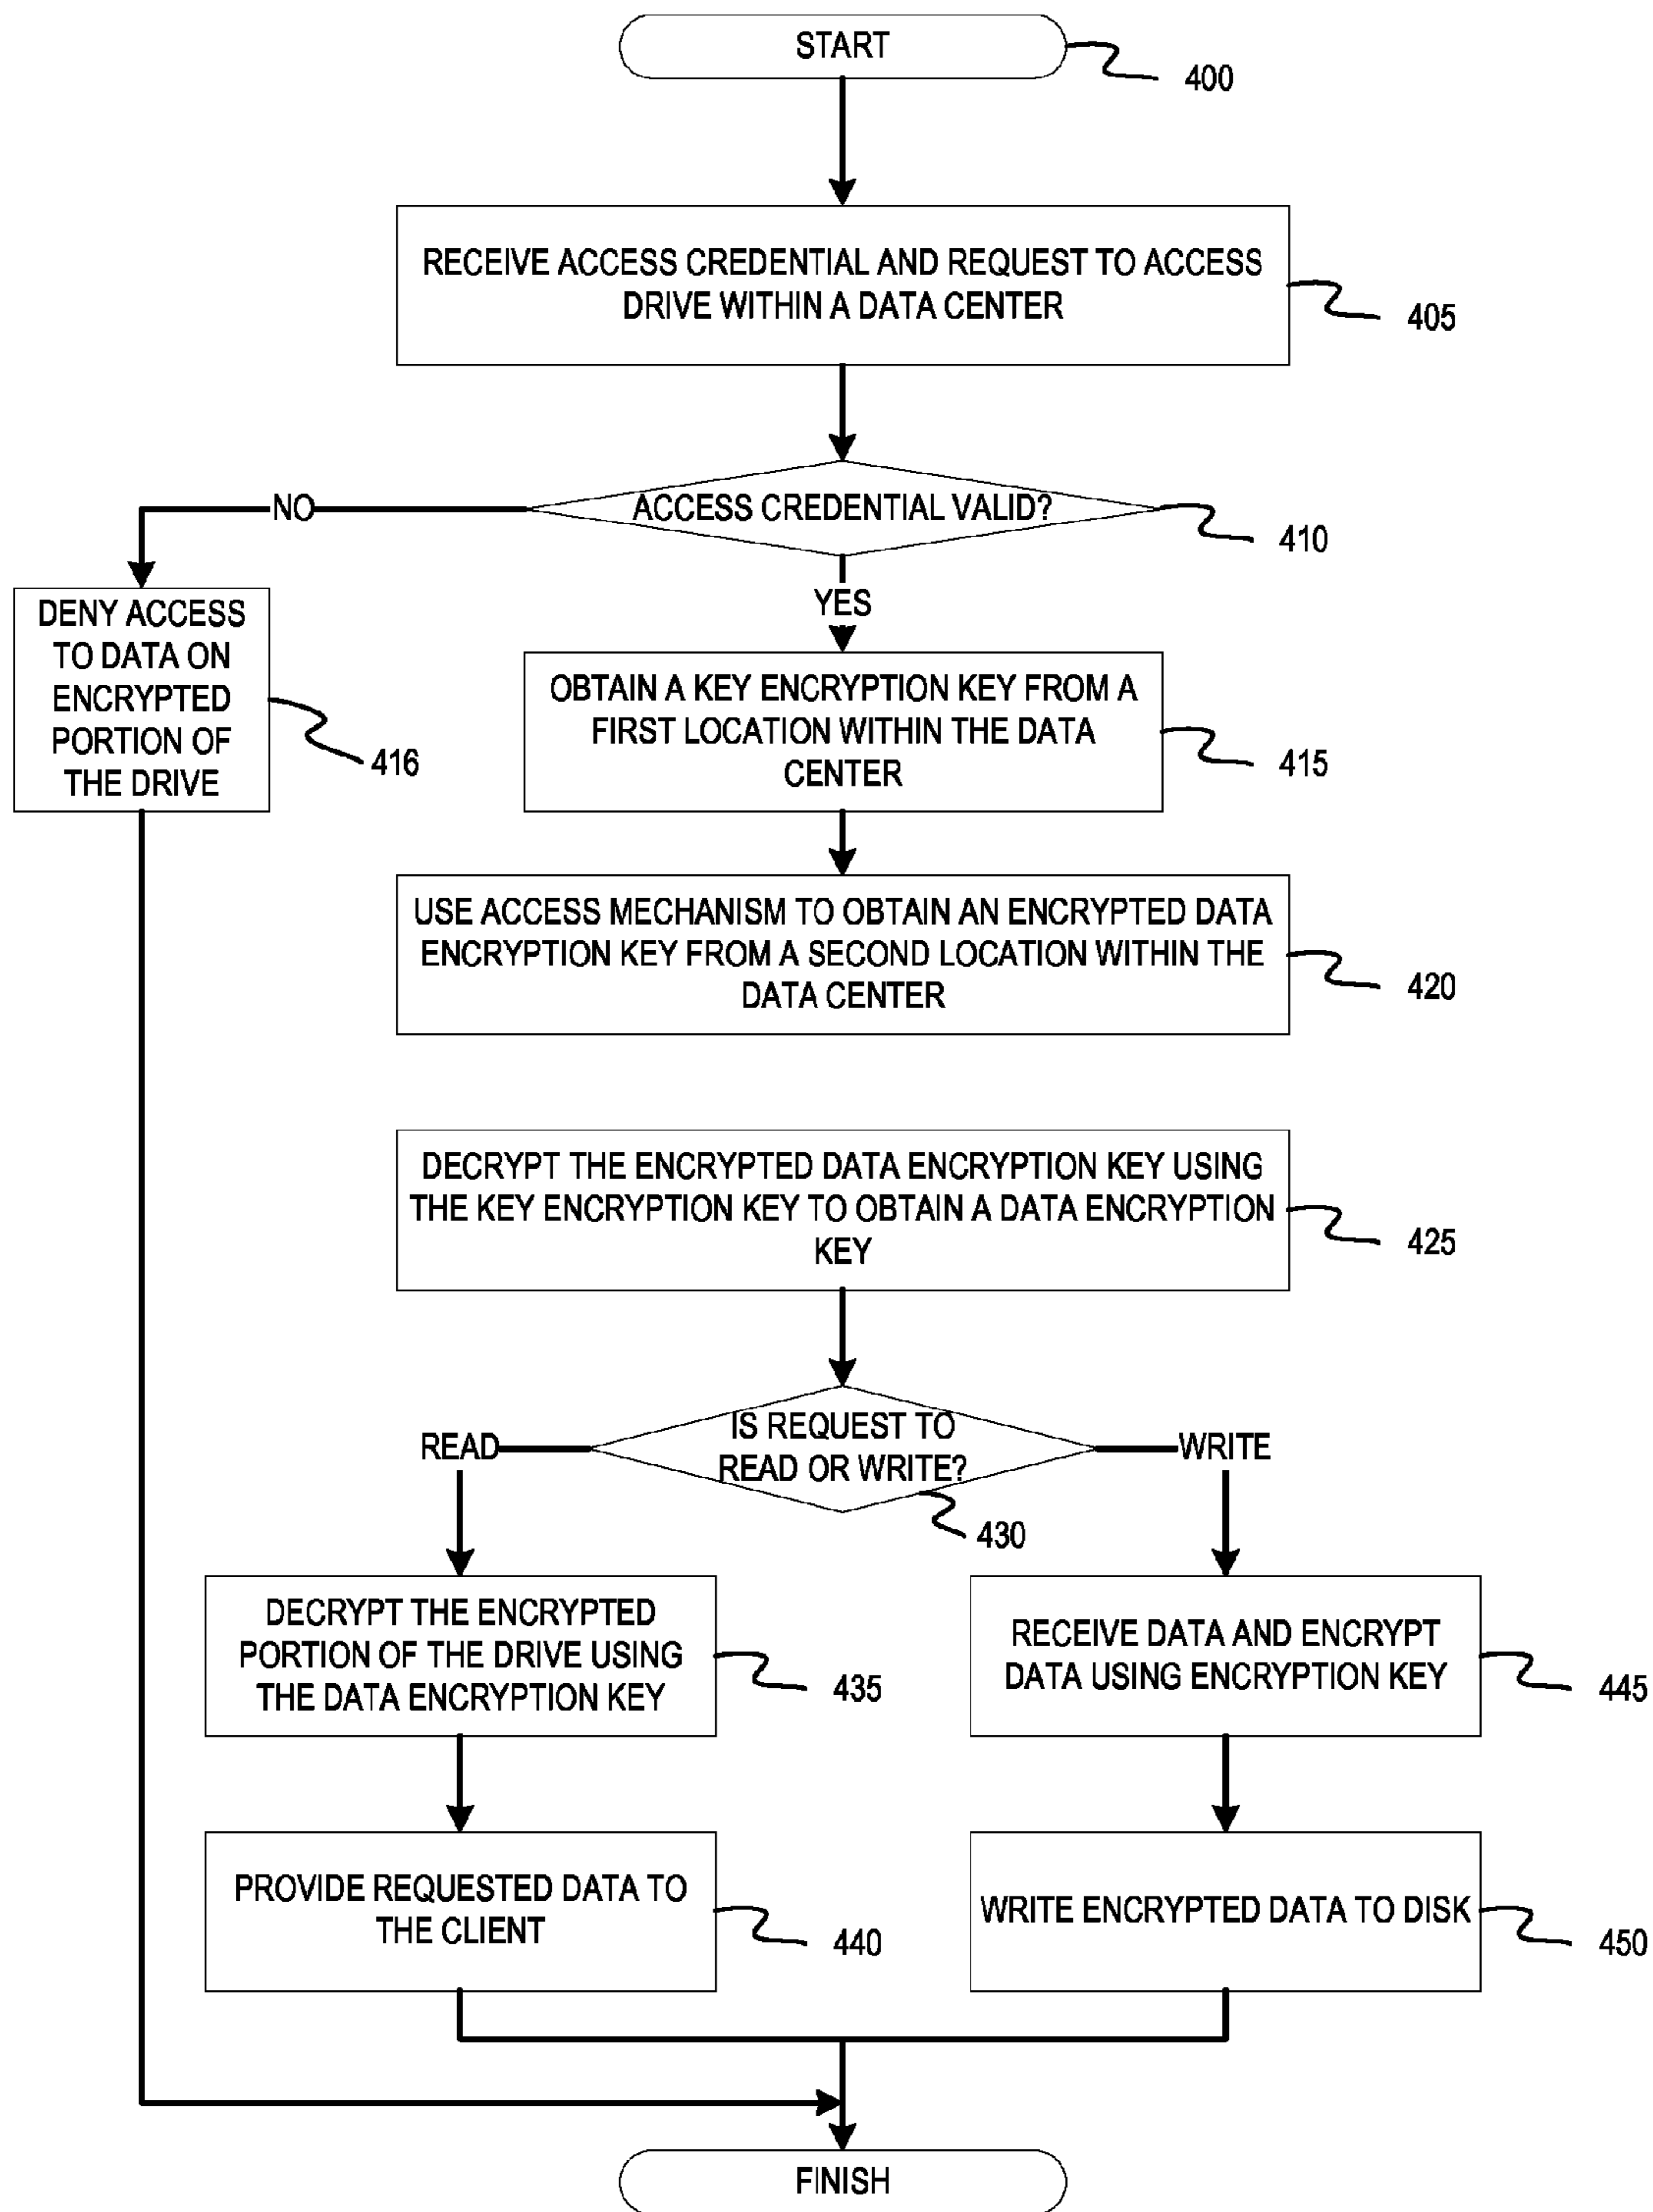 START
400
RECEIVE ACCESS CREDENTIAL AND REQUEST TO ACCESS
DRIVE WITHIN A DATA CENTER
405
NO
ACCESS CREDENTIAL VALID?
410
YES
DENY ACCESS
TO DATA ON
ENCRYPTED
PORTION OF
THE DRIVE
416
OBTAIN A KEY ENCRYPTION KEY FROM A
FIRST LOCATION WITHIN THE DATA
CENTER
415
USE ACCESS MECHANISM TO OBTAIN AN ENCRYPTED DATA
ENCRYPTION KEY FROM A SECOND LOCATION WITHIN THE
DATA CENTER
420
DECRYPT THE ENCRYPTED DATA ENCRYPTION KEY USING
THE KEY ENCRYPTION KEY TO OBTAIN A DATA ENCRYPTION
KEY
425
IS REQUEST TO
READ OR WRITE?
430
READ
WRITE
DECRYPT THE ENCRYPTED
PORTION OF THE DRIVE USING
THE DATA ENCRYPTION KEY
435
RECEIVE DATA AND ENCRYPT
DATA USING ENCRYPTION KEY
445
PROVIDE REQUESTED DATA TO
THE CLIENT
440
WRITE ENCRYPTED DATA TO DISK
450
FINISH